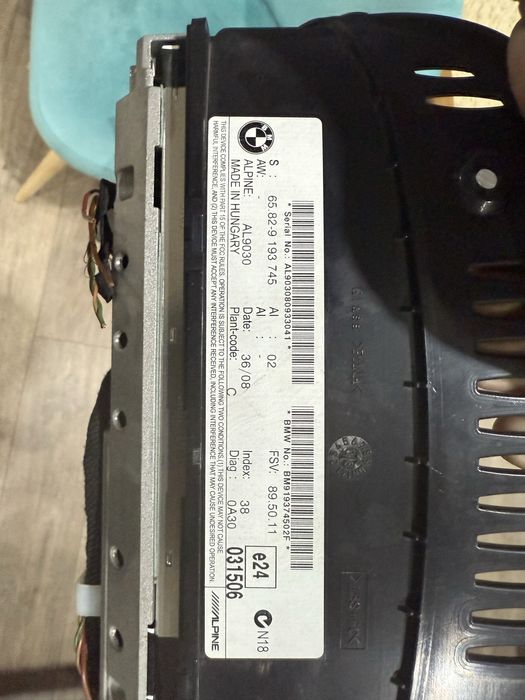 * Serial No.: AL903080933041 *
* BMW No.: BM919374502F *
S : 65.82-9 193 745 AI : 02 FSV: 89.50.11
AW: - AI : -
ALPINE: AL9030 Date: 36/08 Index: 38
MADE IN HUNGARY Plant-code: C Diag : 0A30
e24
N18
031506
THIS DEVICE COMPLIES WITH PART 15 OF THE FCC RULES. OPERATION IS SUBJECT TO THE FOLLOWING TWO CONDITIONS. (1) THIS DEVICE MAY NOT CAUSE
HARMFUL INTERFERENCE, AND (2) THIS DEVICE MUST ACCEPT ANY INTERFERENCE RECEIVED, INCLUDING INTERFERENCE THAT MAY CAUSE UNDESIRED OPERATION.
ALPINE